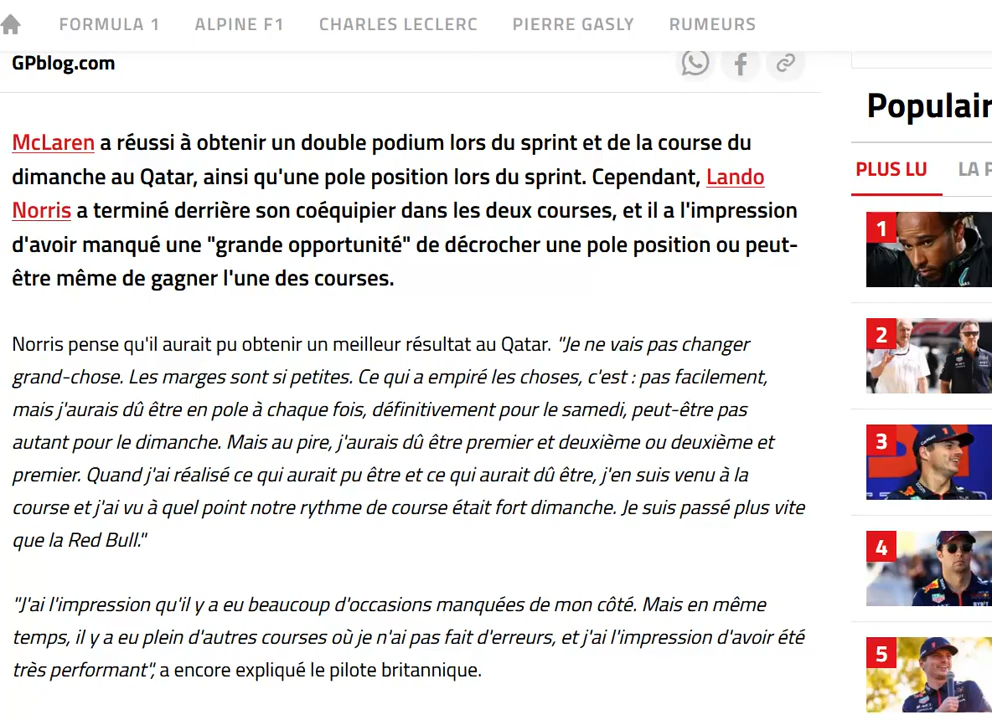 FORMULA 1 ALPINE F1 CHARLES LECLERC PIERRE GASLY RUMEURS
GPblog.com
McLaren a réussi à obtenir un double podium lors du sprint et de la course du
dimanche au Qatar, ainsi qu'une pole position lors du sprint. Cependant, Lando
Norris a terminé derrière son coéquipier dans les deux courses, et il a l'impression
d'avoir manqué une "grande opportunité" de décrocher une pole position ou peut-
être même de gagner l'une des courses.
Norris pense qu'il aurait pu obtenir un meilleur résultat au Qatar. "Je ne vais pas changer
grand-chose. Les marges sont si petites. Ce qui a empiré les choses, c'est : pas facilement,
mais j'aurais dû être en pole à chaque fois, définitivement pour le samedi, peut-être pas
autant pour le dimanche. Mais au pire, j'aurais dû être premier et deuxième ou deuxième et
premier. Quand j'ai réalisé ce qui aurait pu être et ce qui aurait dû être, j'en suis venu à la
course et j'ai vu à quel point notre rythme de course était fort dimanche. Je suis passé plus vite
que la Red Bull."
"J'ai l'impression qu'il y a eu beaucoup d'occasions manquées de mon côté. Mais en même
temps, il y a eu plein d'autres courses où je n'ai pas fait d'erreurs, et j'ai l'impression d'avoir été
très performant", a encore expliqué le pilote britannique.
Populair
PLUS LU LA P
1
2
3
4
5